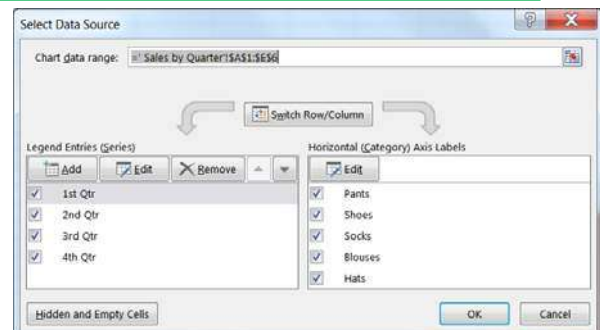 Select Data Source
Chart data range: =' Sales by Quarter'!$A$1:$E$6
Switch Row/Column
Legend Entries (Series)
Horizontal (Category) Axis Labels
Add Edit Remove
Edit
1st Qtr
2nd Qtr
3rd Qtr
4th Qtr
Pants
Shoes
Socks
Blouses
Hats
Hidden and Empty Cells
OK Cancel